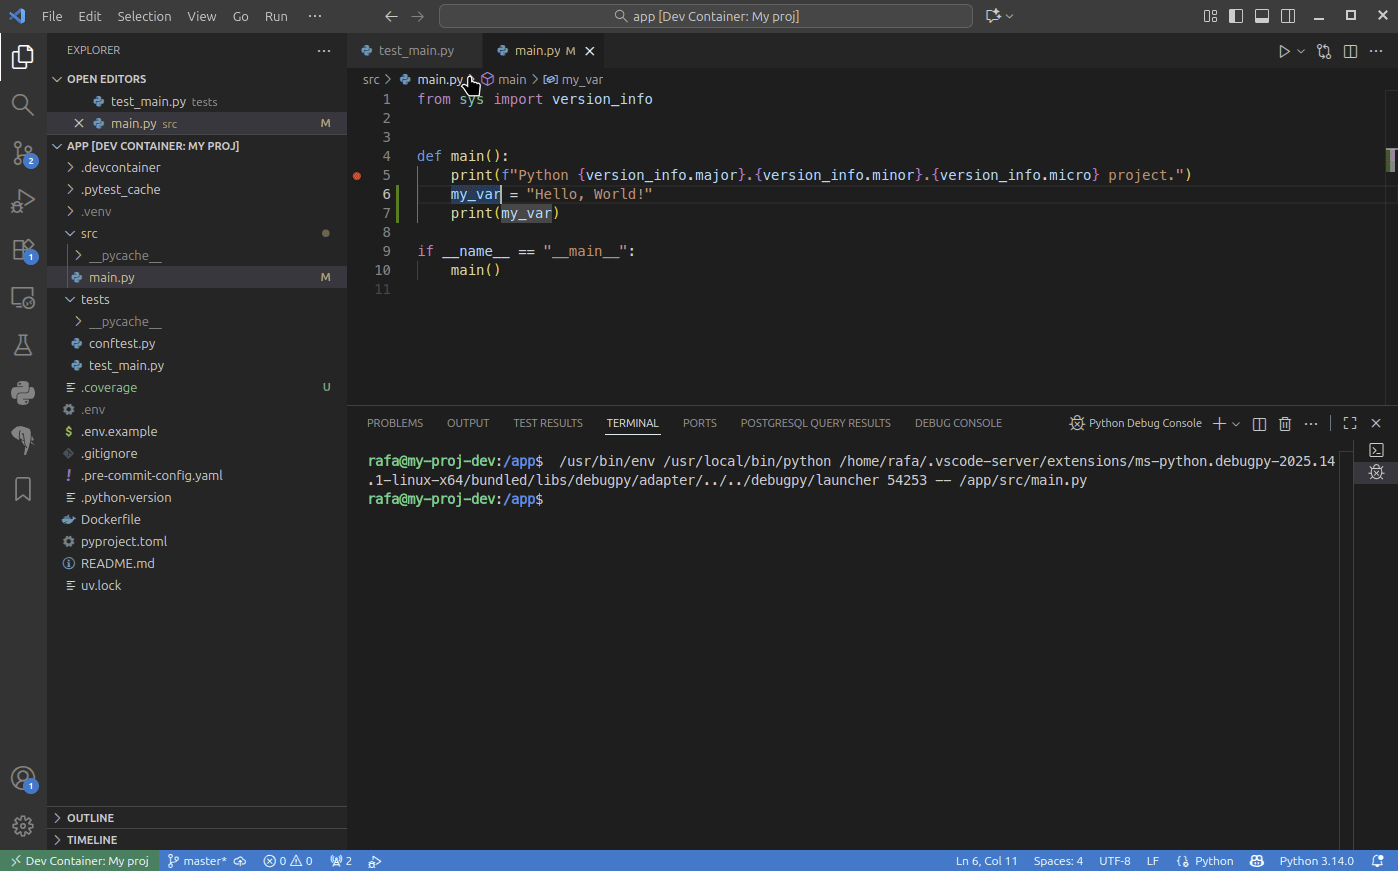 File Edit Selection View Go Run ···
app [Dev Container: My proj]
EXPLORER
OPEN EDITORS
test_main.py tests
main.py src M
APP [DEV CONTAINER: MY PROJ]
.devcontainer
.pytest_cache
.venv
src
__pycache__
main.py M
tests
__pycache__
conftest.py
test_main.py
.coverage U
.env
$ .env.example
.gitignore
! .pre-commit-config.yaml
.python-version
Dockerfile
pyproject.toml
README.md
uv.lock
OUTLINE
TIMELINE
2
1
1
test_main.py
main.py M
src > main.py > main > my_var
1 from sys import version_info
2
3
4 def main():
5 print(f"Python {version_info.major}.{version_info.minor}.{version_info.micro} project.")
6 my_var = "Hello, World!"
7 print(my_var)
8
9 if __name__ == "__main__":
10 main()
11
PROBLEMS OUTPUT TEST RESULTS TERMINAL PORTS POSTGRESQL QUERY RESULTS DEBUG CONSOLE
Python Debug Console
rafa@my-proj-dev:/app$  /usr/bin/env /usr/local/bin/python /home/rafa/.vscode-server/extensions/ms-python.debugpy-2025.14
.1-linux-x64/bundled/libs/debugpy/adapter/../../debugpy/launcher 54253 -- /app/src/main.py
rafa@my-proj-dev:/app$
Dev Container: My proj master* 0 0 2
Ln 6, Col 11 Spaces: 4 UTF-8 LF {} Python Python 3.14.0